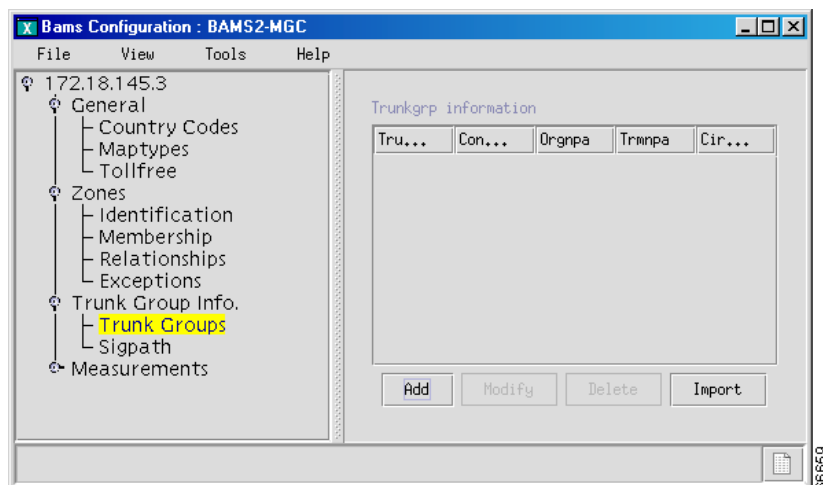 Bams Configuration : BAMS2-MGC
File View Tools Help
172.18.145.3
General
Country Codes
Maptypes
Tollfree
Zones
Identification
Membership
Relationships
Exceptions
Trunk Group Info.
Trunk Groups
Sigpath
Measurements
Trunkgrp information
Tru... Con... Orgnpa Trmnpa Cir...
Add Modify Delete Import